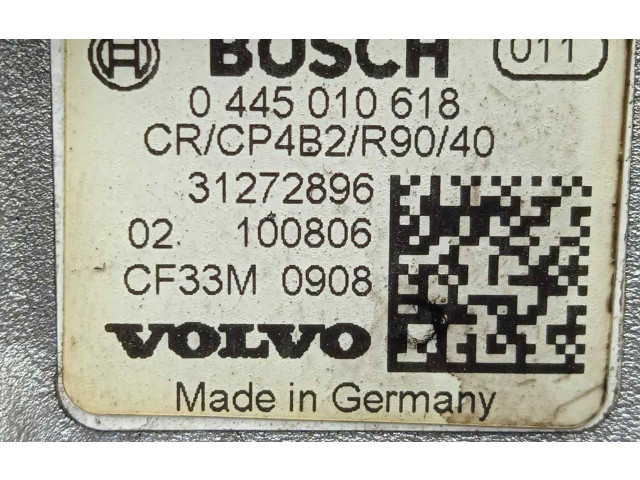 BOSCH 011
0 445 010 618
CR/CP4B2/R90/40
31272896
02. 100806
CF33M 0908
VOLVO
Made in Germany